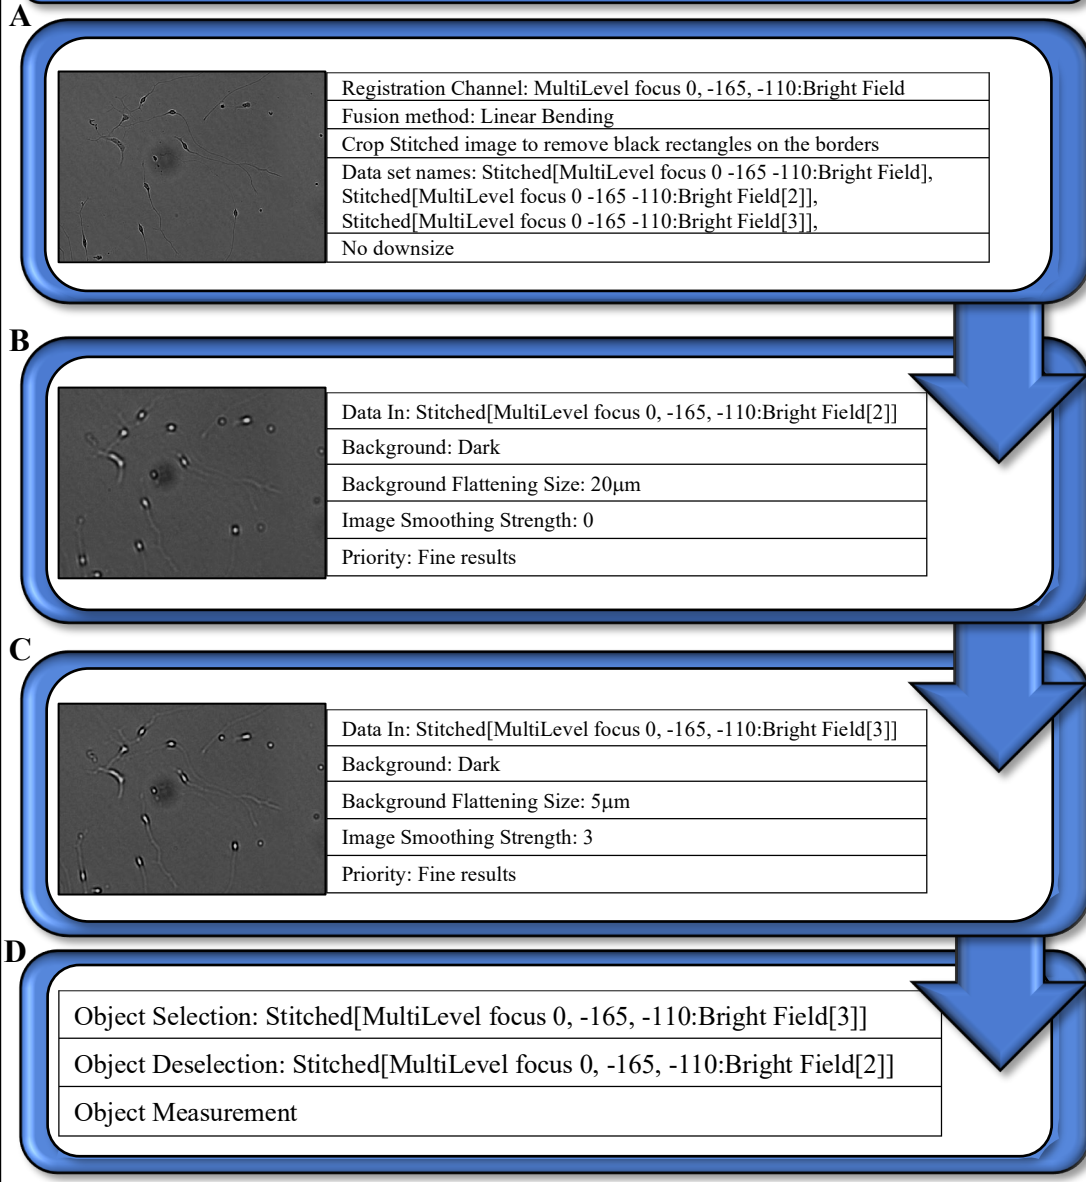 A
Registration Channel: MultiLevel focus 0, -165, -110:Bright Field
Fusion method: Linear Bending
Crop Stitched image to remove black rectangles on the borders
Data set names: Stitched[MultiLevel focus 0 -165 -110:Bright Field],
Stitched[MultiLevel focus 0 -165 -110:Bright Field[2]],
Stitched[MultiLevel focus 0 -165 -110:Bright Field[3]],
No downsize
B
Data In: Stitched[MultiLevel focus 0, -165, -110:Bright Field[2]]
Background: Dark
Background Flattening Size: 20μm
Image Smoothing Strength: 0
Priority: Fine results
C
Data In: Stitched[MultiLevel focus 0, -165, -110:Bright Field[3]]
Background: Dark
Background Flattening Size: 5μm
Image Smoothing Strength: 3
Priority: Fine results
D
Object Selection: Stitched[MultiLevel focus 0, -165, -110:Bright Field[3]]
Object Deselection: Stitched[MultiLevel focus 0, -165, -110:Bright Field[2]]
Object Measurement